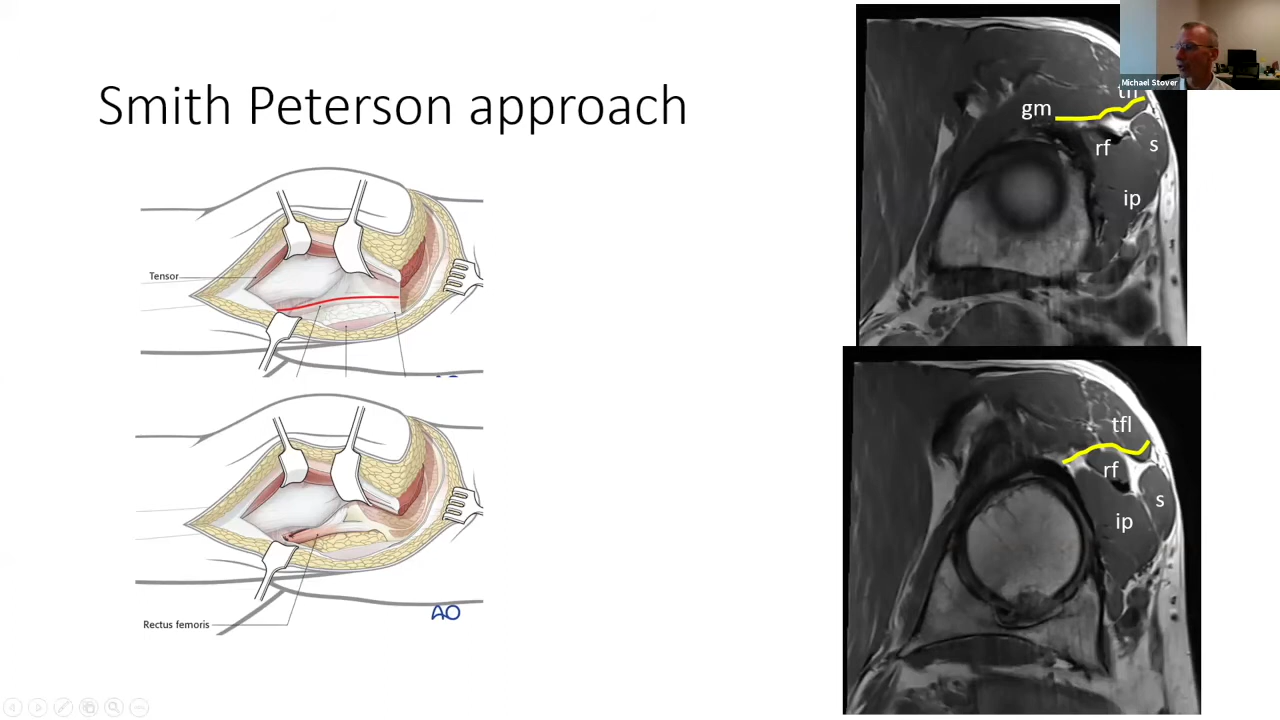 Smith Peterson approach
Tensor
Rectus femoris
AO
Michael Stover
gm
rf
s
ip
tfl
rf
s
ip